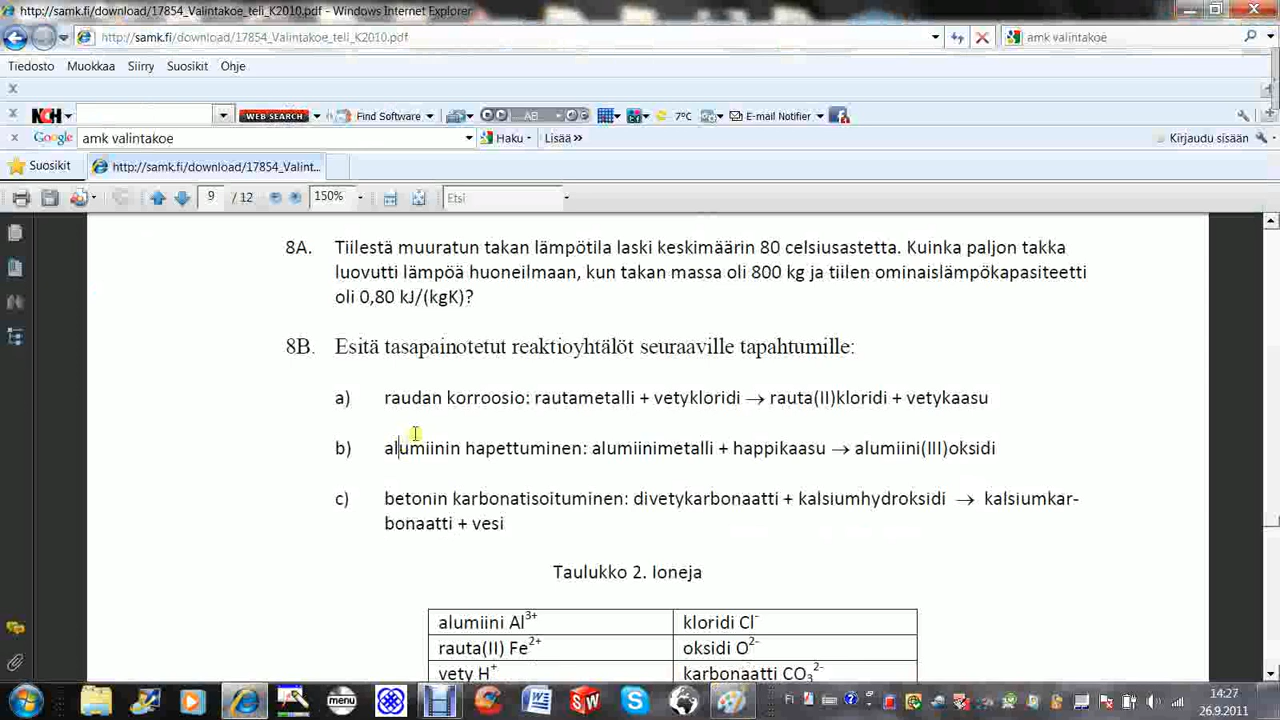 http://samk.fi/download/17854_Valintakoe_teli_K2010.pdf - Windows Internet Explorer
http://samk.fi/download/17854_Valintakoe_teli_K2010.pdf
amk valintakoe
Tiedosto Muokkaa Siirry Suosikit Ohje
x
x NCH WEB SEARCH Find Software AB 7°C E-mail Notifier
x Google amk valintakoe Haku Lisää » Kirjaudu sisään
Suosikit http://samk.fi/download/17854_Valint...
9 / 12 150% Etsi
8A. Tiilestä muuratun takan lämpötila laski keskimäärin 80 celsiusastetta. Kuinka paljon takka
luovutti lämpöä huoneilmaan, kun takan massa oli 800 kg ja tiilen ominaislämpökapasiteetti
oli 0,80 kJ/(kgK)?
8B. Esitä tasapainotetut reaktioyhtälöt seuraaville tapahtumille:
a) raudan korroosio: rautametalli + vetykloridi → rauta(II)kloridi + vetykaasu
b) alumiinin hapettuminen: alumiinimetalli + happikaasu → alumiini(III)oksidi
c) betonin karbonatisoituminen: divetykarbonaatti + kalsiumhydroksidi → kalsiumkar-
bonaatti + vesi
Taulukko 2. Ioneja
alumiini Al³⁺ kloridi Cl⁻
rauta(II) Fe²⁺ oksidi O²⁻
vety H⁺ karbonaatti CO₃²⁻
menu FI 14:27
26.9.2011